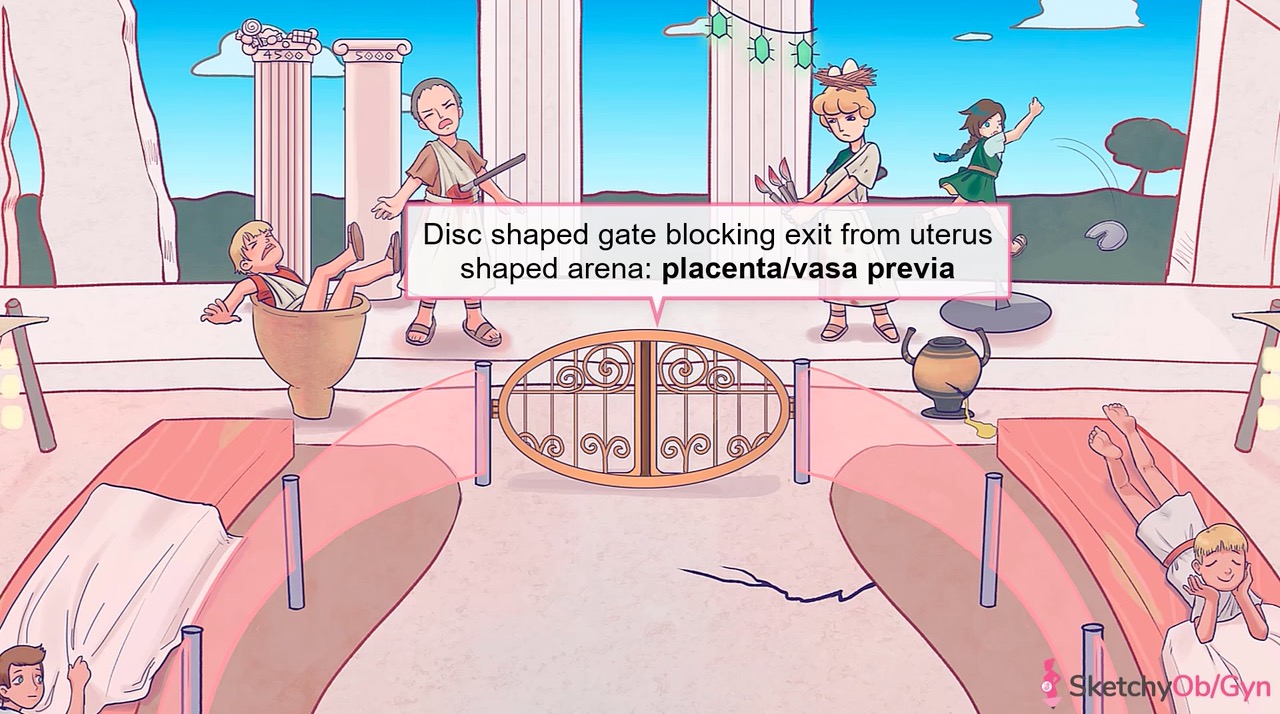 4500
5000
Disc shaped gate blocking exit from uterus
shaped arena: placenta/vasa previa
SketchyOb/Gyn